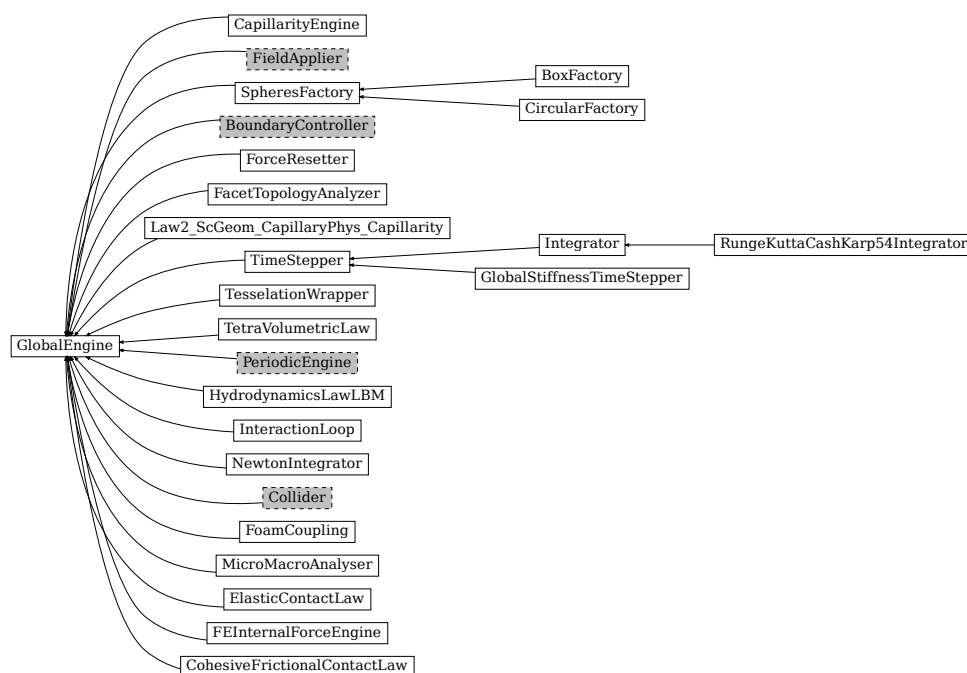 CapillarityEngine
FieldApplier
BoxFactory
SpheresFactory
CircularFactory
BoundaryController
ForceResetter
FacetTopologyAnalyzer
Law2_ScGeom_CapillaryPhys_Capillarity
Integrator
RungeKuttaCashKarp54Integrator
TimeStepper
GlobalStiffnessTimeStepper
TesselationWrapper
TetraVolumetricLaw
GlobalEngine
PeriodicEngine
HydrodynamicsLawLBM
InteractionLoop
NewtonIntegrator
Collider
FoamCoupling
MicroMacroAnalyser
ElasticContactLaw
FEInternalForceEngine
CohesiveFrictionalContactLaw